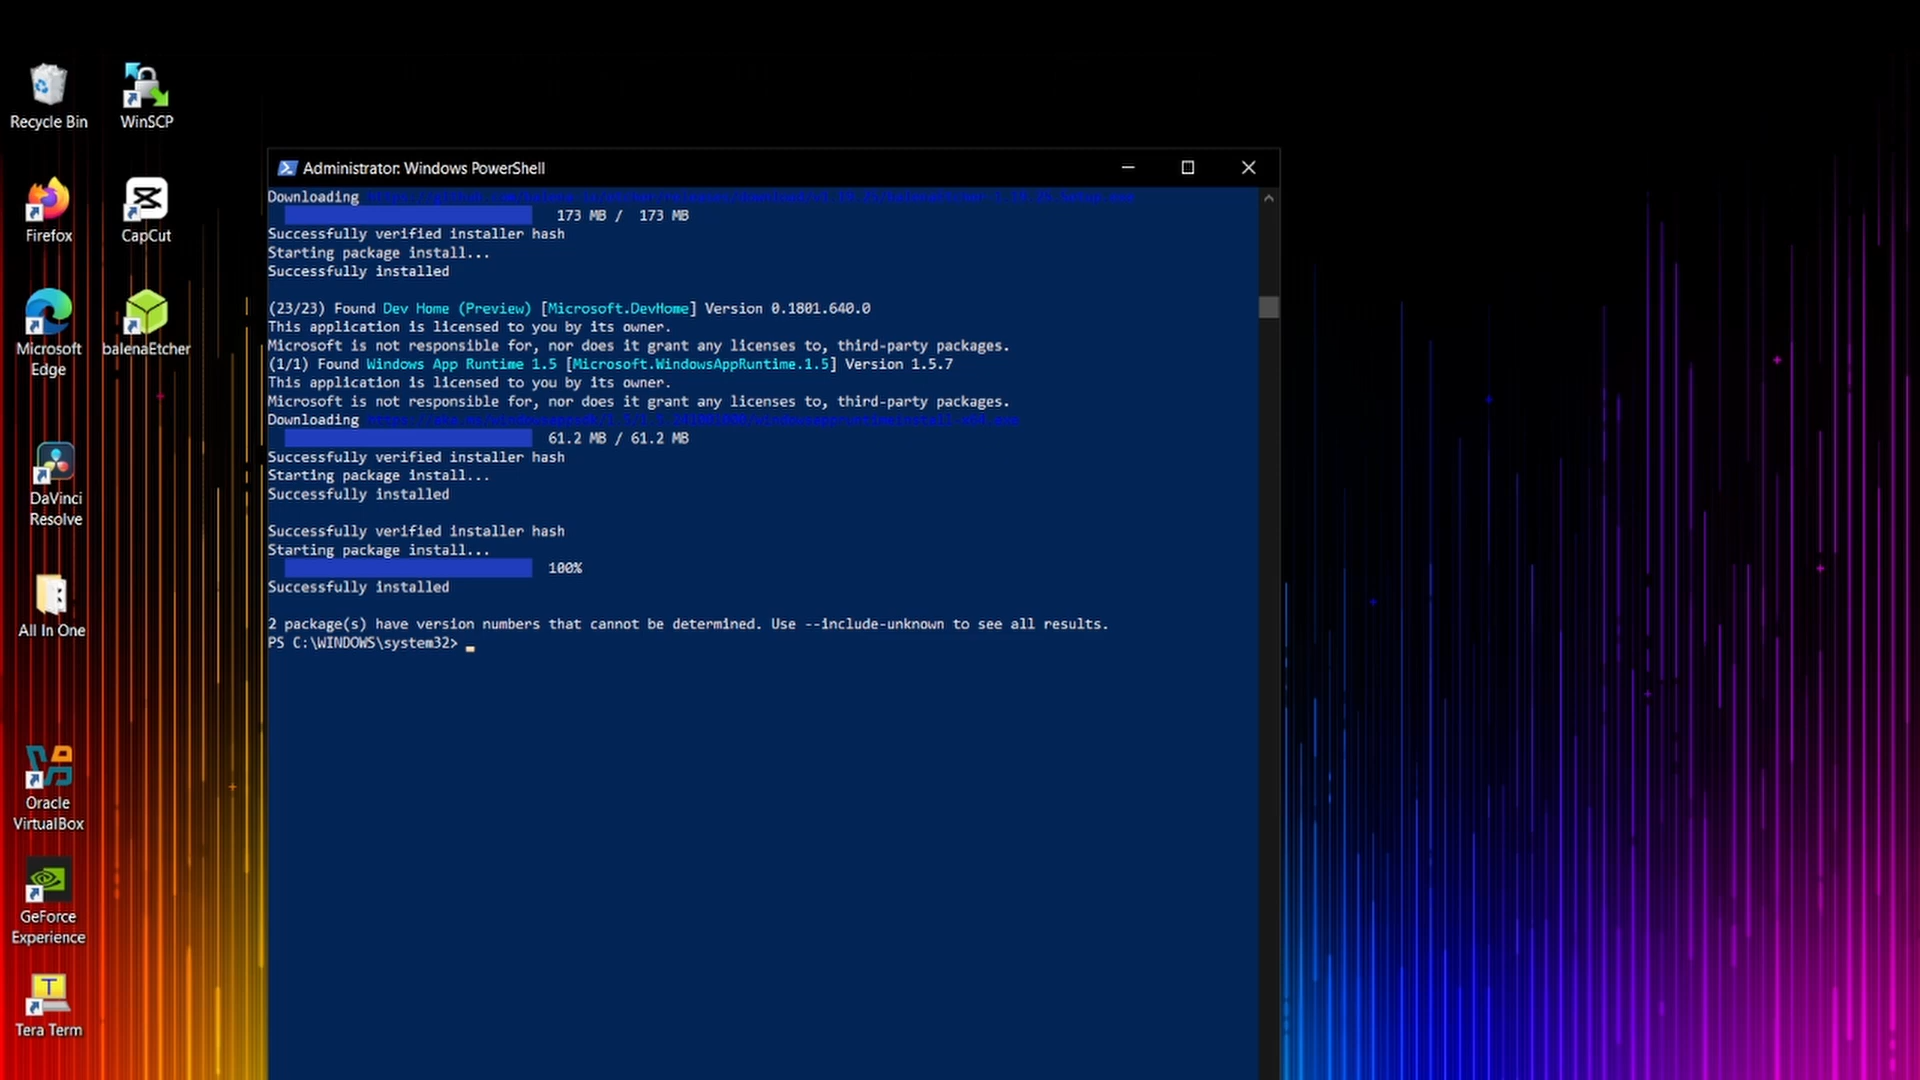 Recycle Bin
WinSCP
Firefox
CapCut
Microsoft
Edge
balenaEtcher
DaVinci
Resolve
All In One
Oracle
VirtualBox
GeForce
Experience
Tera Term
Administrator: Windows PowerShell
Downloading
173 MB / 173 MB
Successfully verified installer hash
Starting package install...
Successfully installed
(23/23) Found Dev Home (Preview) [Microsoft.DevHome] Version 0.1801.640.0
This application is licensed to you by its owner.
Microsoft is not responsible for, nor does it grant any licenses to, third-party packages.
(1/1) Found Windows App Runtime 1.5 [Microsoft.WindowsAppRuntime.1.5] Version 1.5.7
This application is licensed to you by its owner.
Microsoft is not responsible for, nor does it grant any licenses to, third-party packages.
Downloading
61.2 MB / 61.2 MB
Successfully verified installer hash
Starting package install...
Successfully installed
Successfully verified installer hash
Starting package install...
100%
Successfully installed
2 package(s) have version numbers that cannot be determined. Use --include-unknown to see all results.
PS C:\WINDOWS\system32>